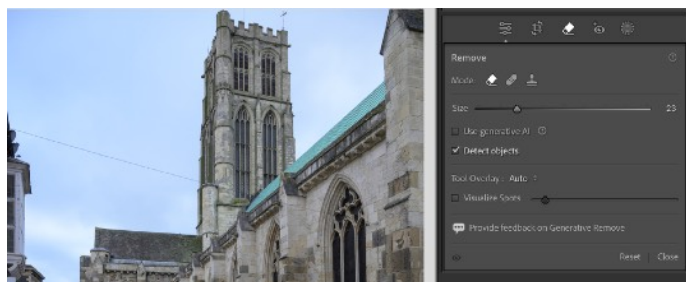 Remove
Mode
Size 23
Use generative AI
Detect objects
Tool Overlay : Auto
Visualize Spots
Provide feedback on Generative Remove
Reset Close